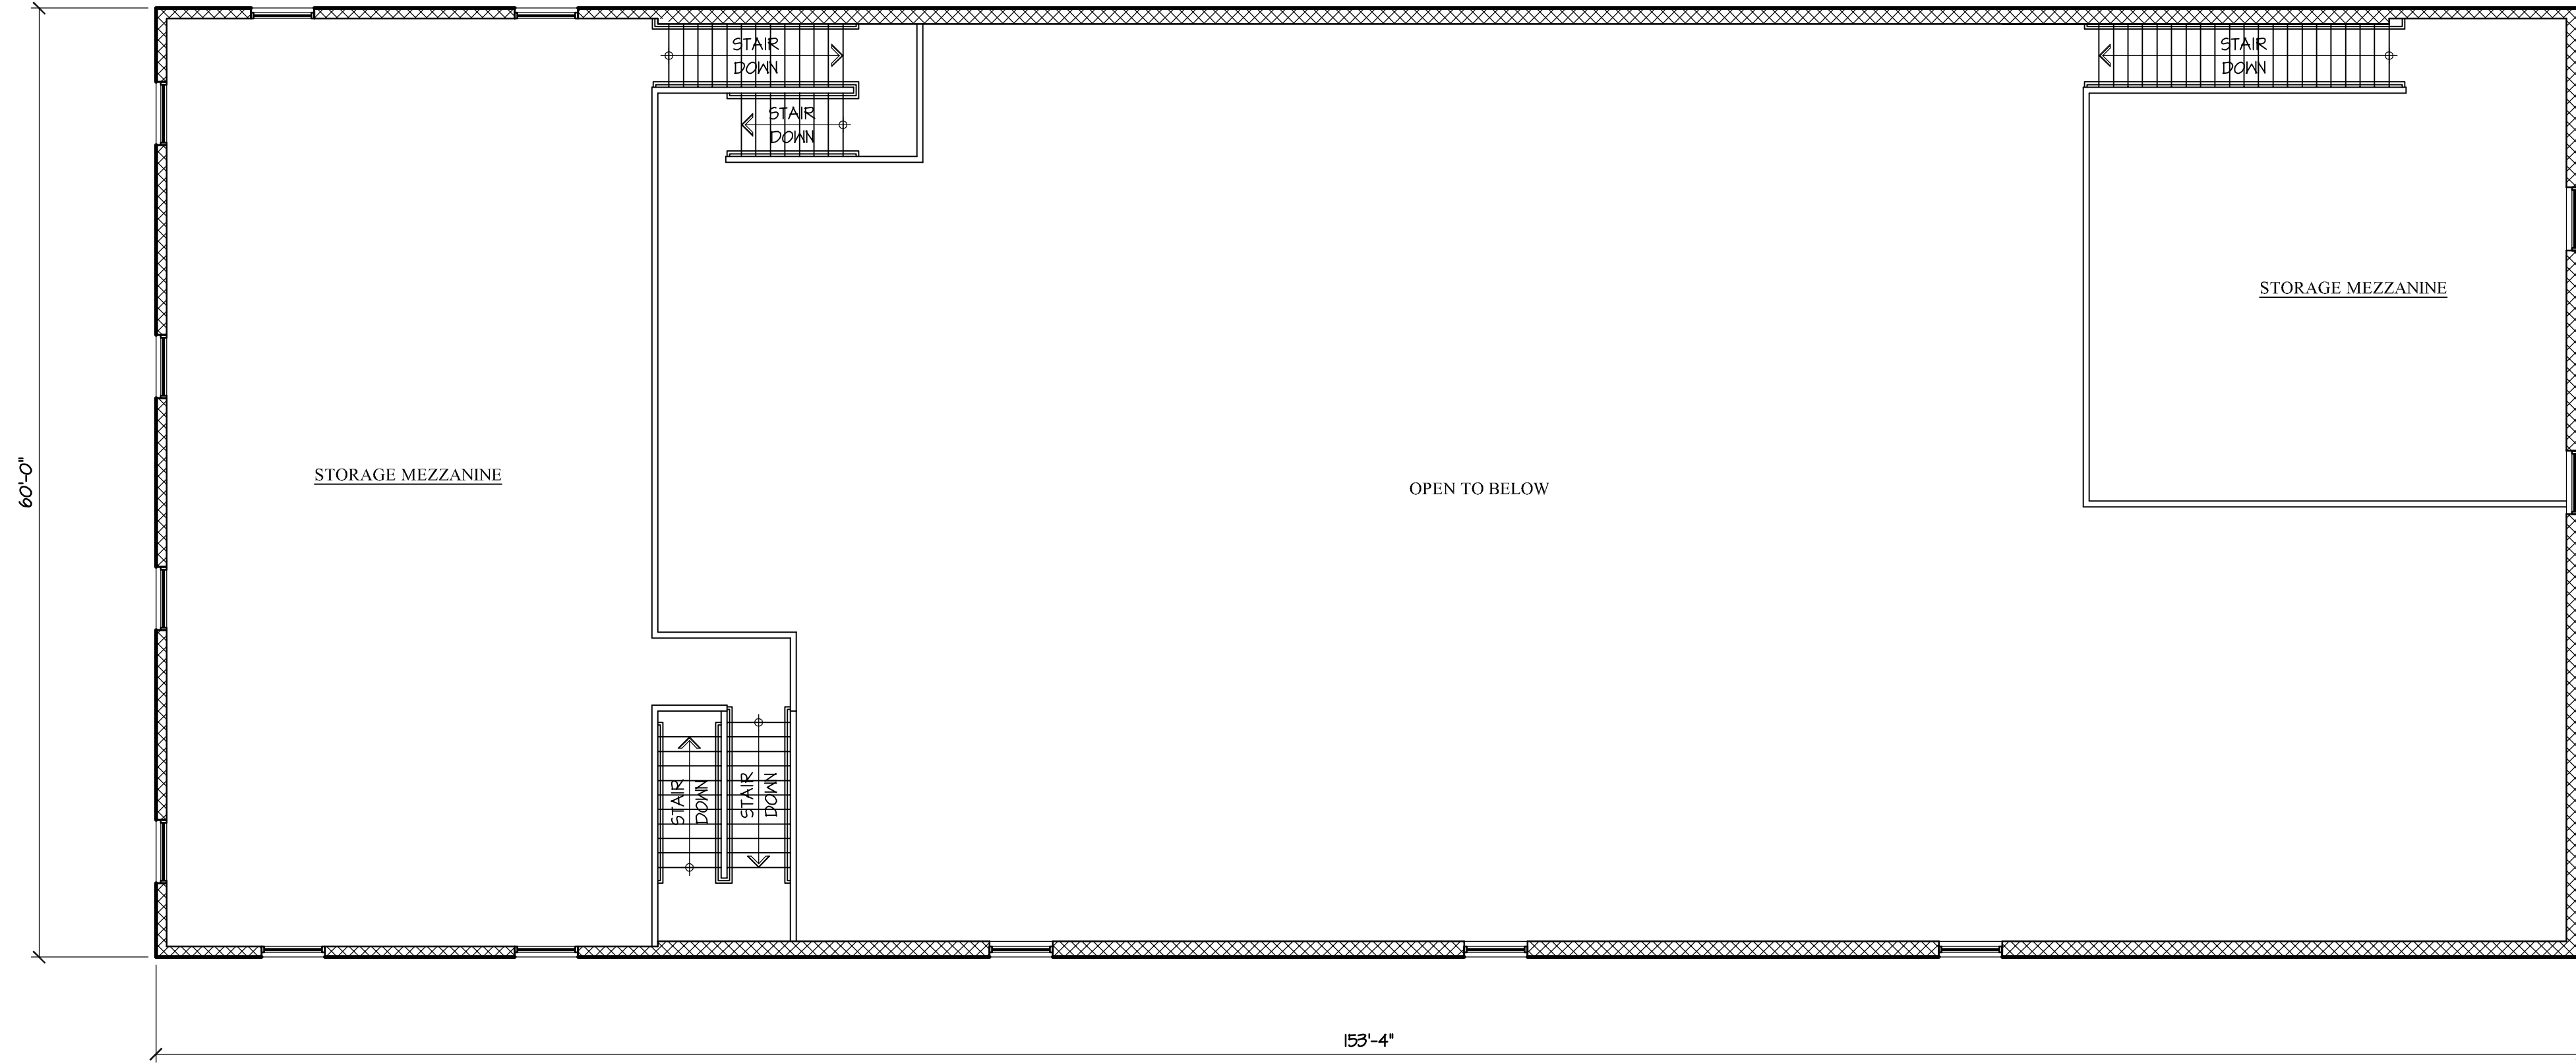 STAIR
DOWN
STAIR
DOWN
STAIR
DOWN
STORAGE MEZZANINE
60'-0"
STORAGE MEZZANINE
OPEN TO BELOW
STAIR
DOWN
STAIR
DOWN
153'-4"